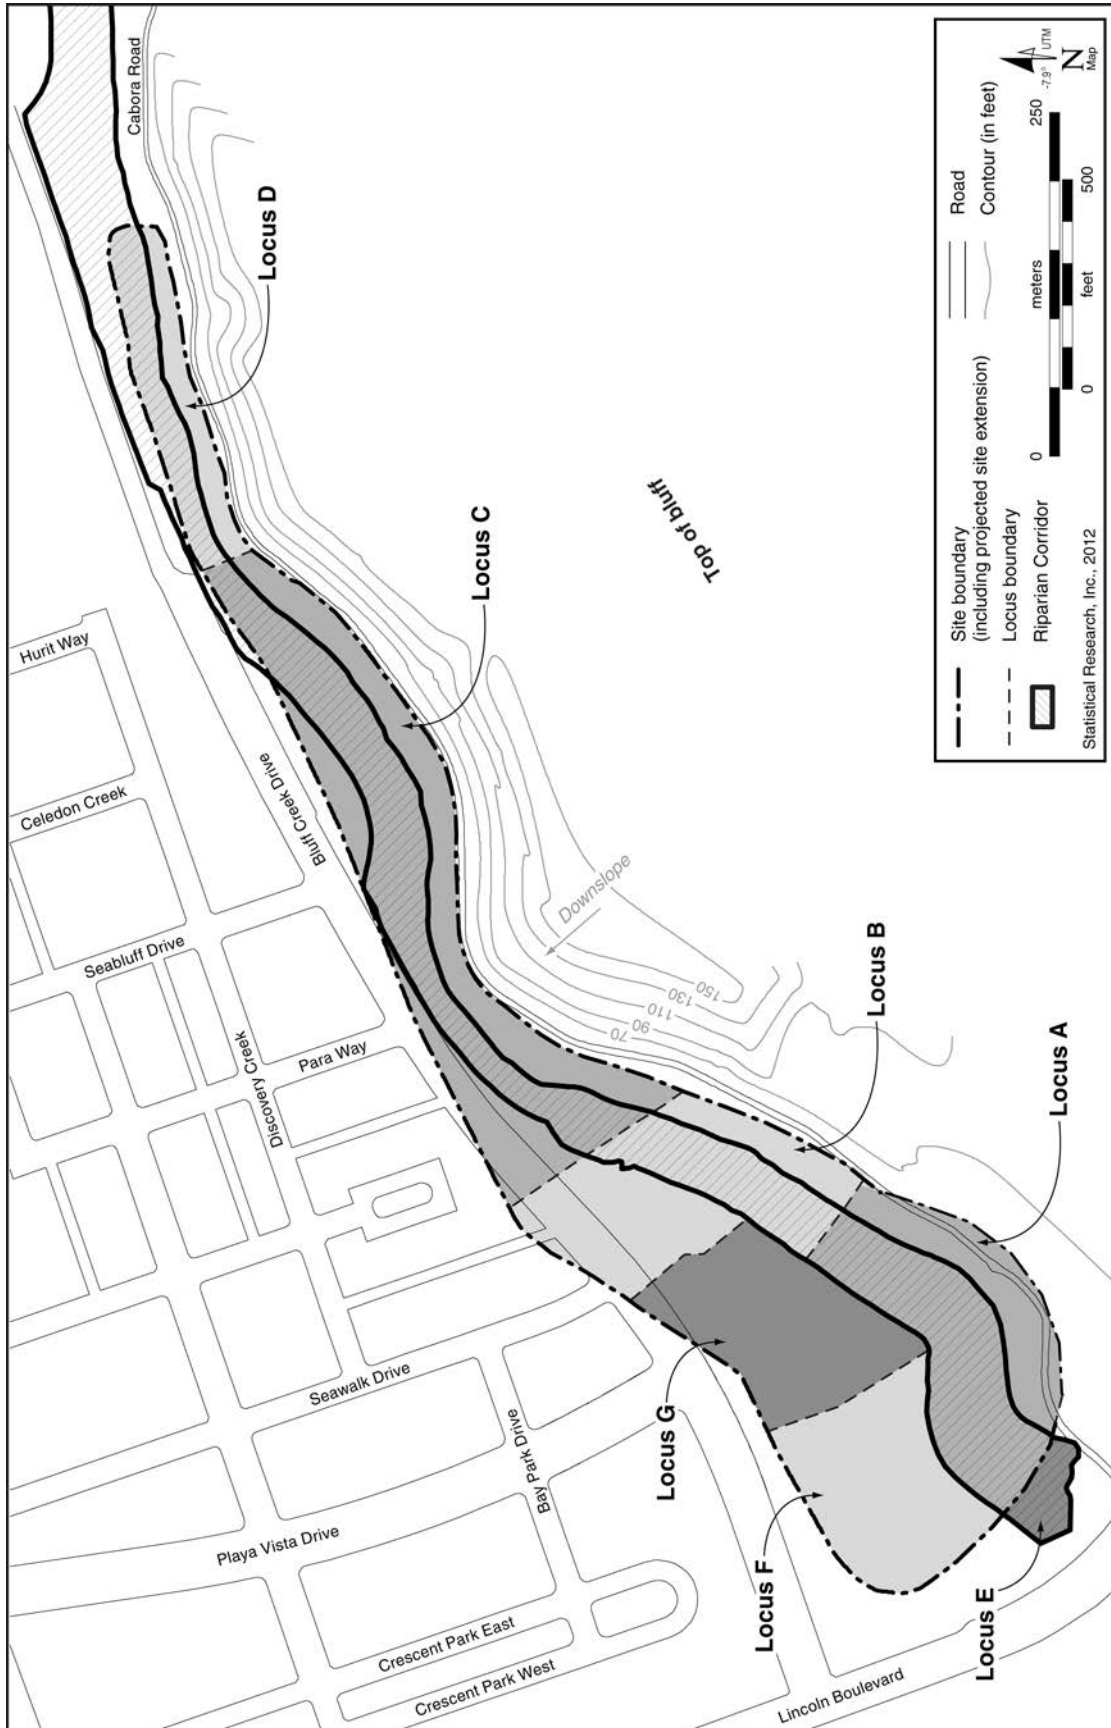 Hurit Way
Celedon Creek
Seabluff Drive
Discovery Creek
Para Way
Seawalk Drive
Playa Vista Drive
Bay Park Drive
Crescent Park East
Crescent Park West
Lincoln Boulevard
Bluff Creek Drive
Cabora Road
Locus D
Locus C
Locus B
Locus A
Locus G
Locus F
Locus E
Top of bluff
Downslope
150
130
110
90
70
Site boundary
(including projected site extension)
Locus boundary
Riparian Corridor
Road
Contour (in feet)
0 meters 250
0 feet 500
-7.9°
UTM
N
Map
Statistical Research, Inc., 2012